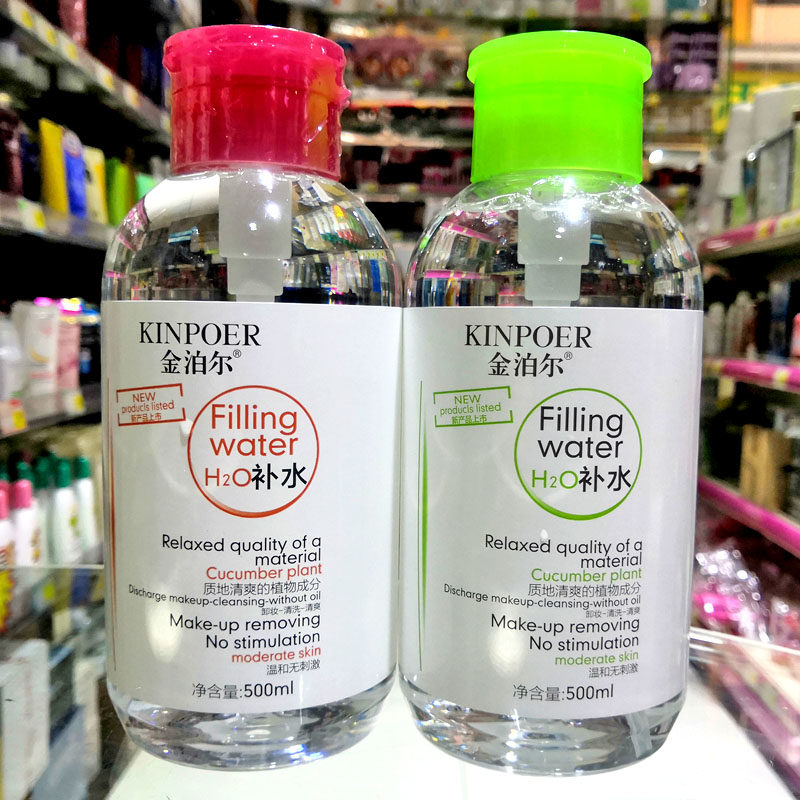 KINPOER
金泊尔®
NEW
products listed
新产品上市
Filling
water
H2O补水
Relaxed quality of a
material
Cucumber plant
质地清爽的植物成分
Discharge makeup-cleansing-without oil
卸妆-清洗-清爽
Make-up removing
No stimulation
moderate skin
温和无刺激
净含量:500ml
KINPOER
金泊尔®
NEW
products listed
新产品上市
Filling
water
H2O补水
Relaxed quality of a
material
Cucumber plant
质地清爽的植物成分
Discharge makeup-cleansing-without oil
卸妆-清洗-清爽
Make-up removing
No stimulation
moderate skin
温和无刺激
净含量:500ml